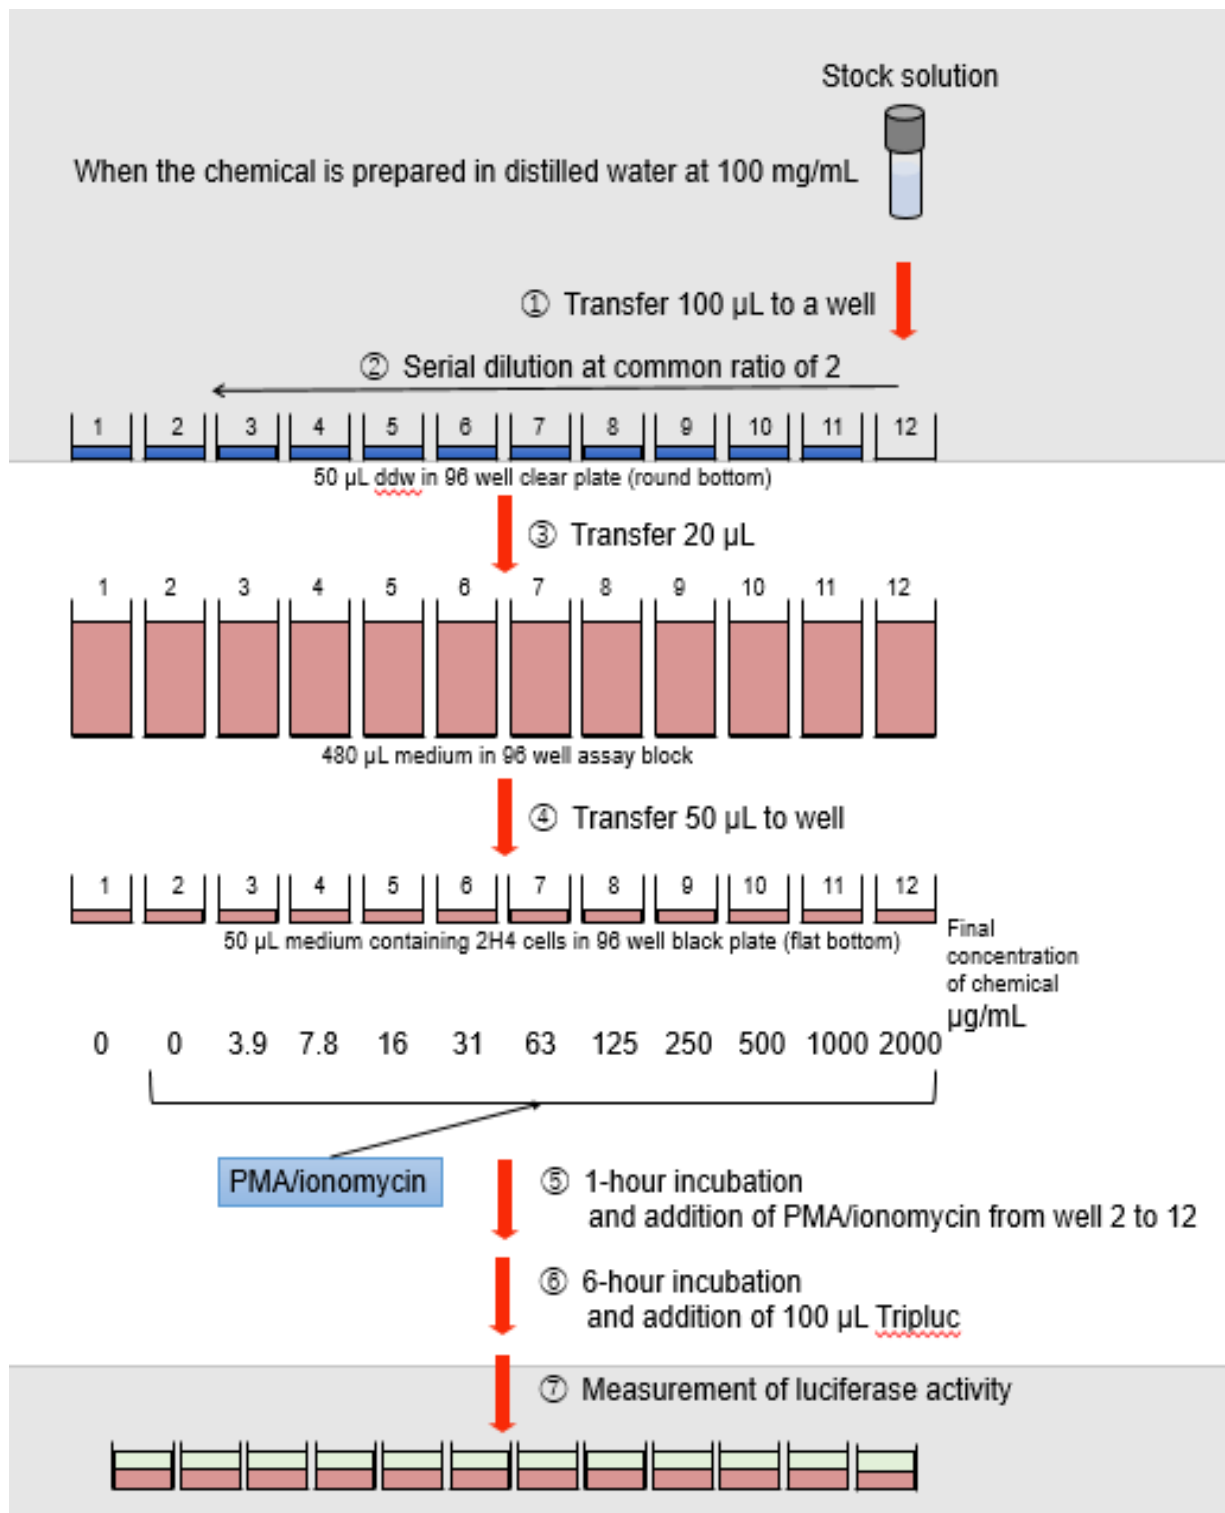 Stock solution
When the chemical is prepared in distilled water at 100 mg/mL
① Transfer 100 µL to a well
② Serial dilution at common ratio of 2
1 2 3 4 5 6 7 8 9 10 11 12
50 µL ddw in 96 well clear plate (round bottom)
③ Transfer 20 µL
1 2 3 4 5 6 7 8 9 10 11 12
480 µL medium in 96 well assay block
④ Transfer 50 µL to well
1 2 3 4 5 6 7 8 9 10 11 12
50 µL medium containing 2H4 cells in 96 well black plate (flat bottom)
Final
concentration
of chemical
µg/mL
0 0 3.9 7.8 16 31 63 125 250 500 1000 2000
PMA/ionomycin
⑤ 1-hour incubation
and addition of PMA/ionomycin from well 2 to 12
⑥ 6-hour incubation
and addition of 100 µL Tripluc
⑦ Measurement of luciferase activity